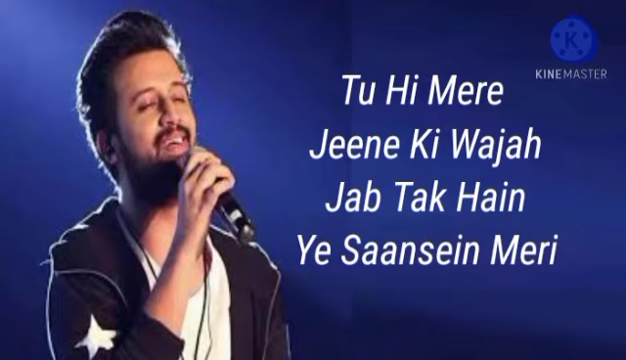 KINEMASTER
Tu Hi Mere
Jeene Ki Wajah
Jab Tak Hain
Ye Saansein Meri